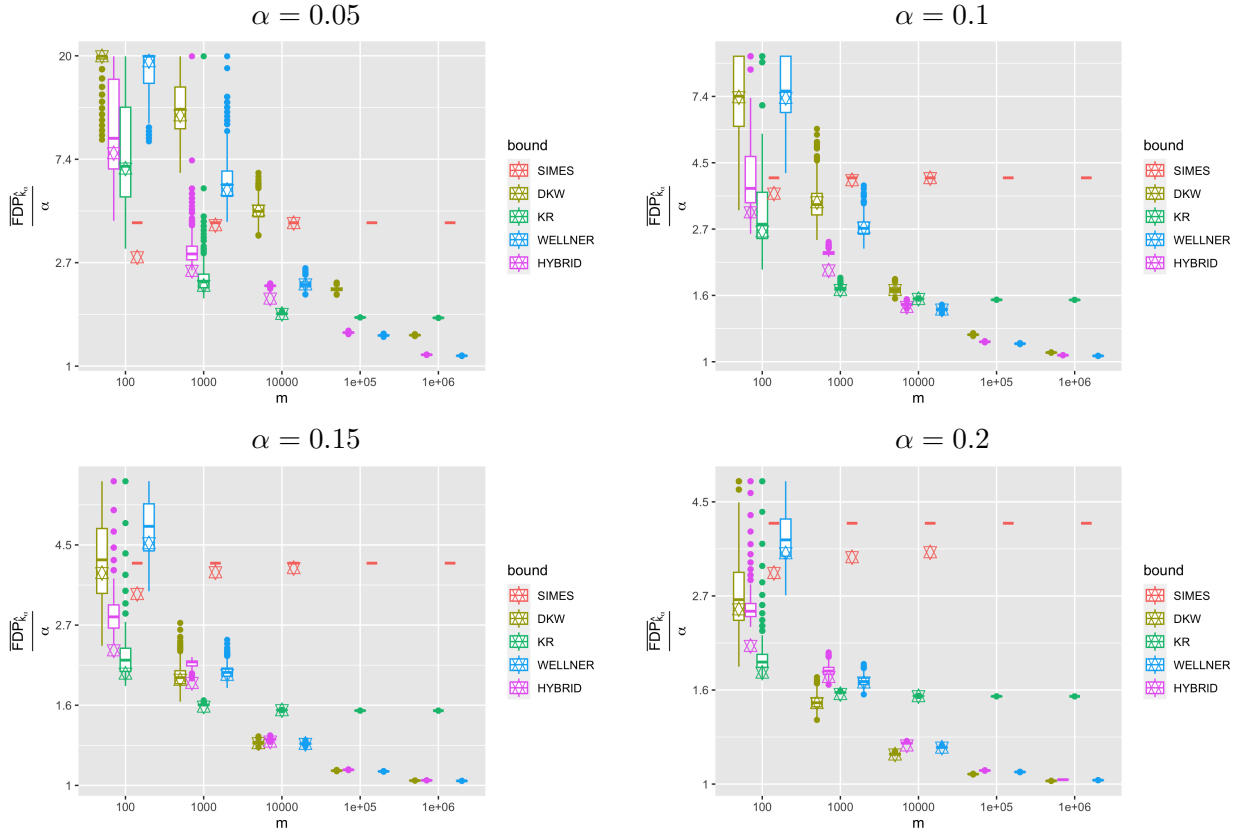 α = 0.05
20
7.4
2.7
1
100
1000
10000
1e+05
1e+06
m
FDP k̂α
α
bound
SIMES
DKW
KR
WELLNER
HYBRID
α = 0.1
7.4
4.5
2.7
1.6
1
100
1000
10000
1e+05
1e+06
m
FDP k̂α
α
bound
SIMES
DKW
KR
WELLNER
HYBRID
α = 0.15
4.5
2.7
1.6
1
100
1000
10000
1e+05
1e+06
m
FDP k̂α
α
bound
SIMES
DKW
KR
WELLNER
HYBRID
α = 0.2
4.5
2.7
1.6
1
100
1000
10000
1e+05
1e+06
m
FDP k̂α
α
bound
SIMES
DKW
KR
WELLNER
HYBRID